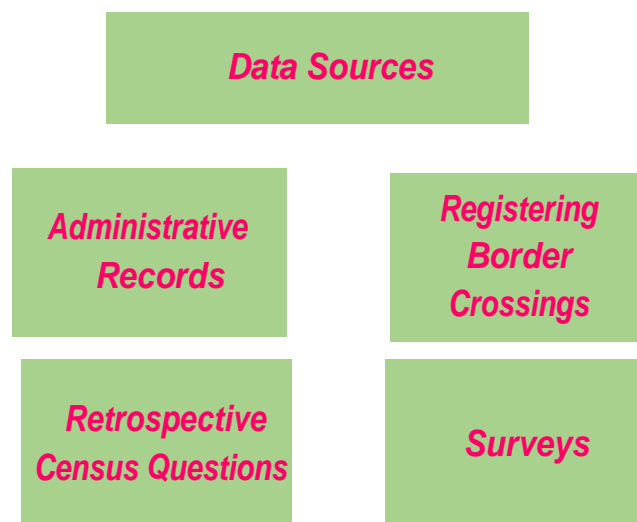 Data Sources
Administrative
Records
Registering
Border
Crossings
Retrospective
Census Questions
Surveys